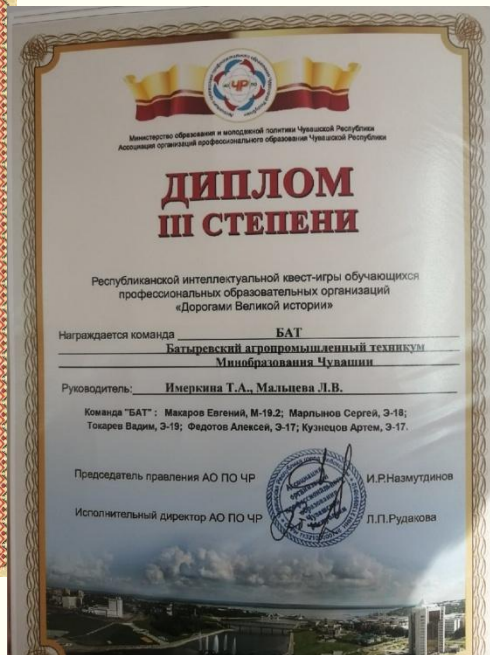 ЧР
Министерство образования и молодежной политики Чувашской Республики
Ассоциация организаций профессионального образования Чувашской Республики
ДИПЛОМ
III СТЕПЕНИ
Республиканской интеллектуальной квест-игры обучающихся
профессиональных образовательных организаций
«Дорогами Великой истории»
Награждается команда БАТ
Батыревский агропромышленный техникум
Минобразования Чувашии
Руководитель: Имеркина Т.А., Мальцева Л.В.
Команда "БАТ" : Макаров Евгений, М-19.2; Марлынов Сергей, Э-18;
Токарев Вадим, Э-19; Федотов Алексей, Э-17; Кузнецов Артем, Э-17.
Председатель правления АО ПО ЧР И.Р.Назмутдинов
Исполнительный директор АО ПО ЧР Л.П.Рудакова